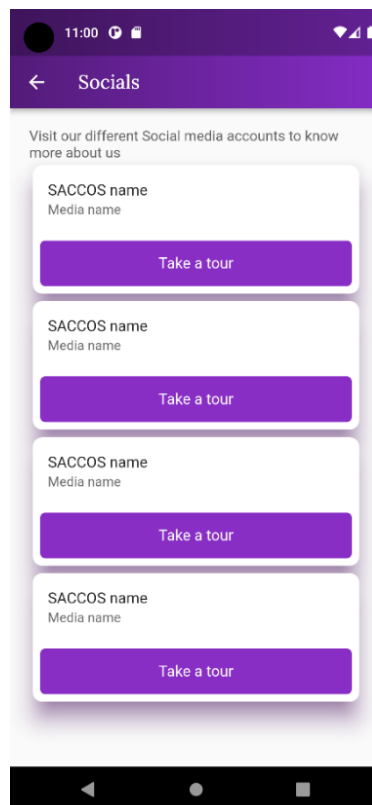 11:00
Socials
Visit our different Social media accounts to know
more about us
SACCOS name
Media name
Take a tour
SACCOS name
Media name
Take a tour
SACCOS name
Media name
Take a tour
SACCOS name
Media name
Take a tour